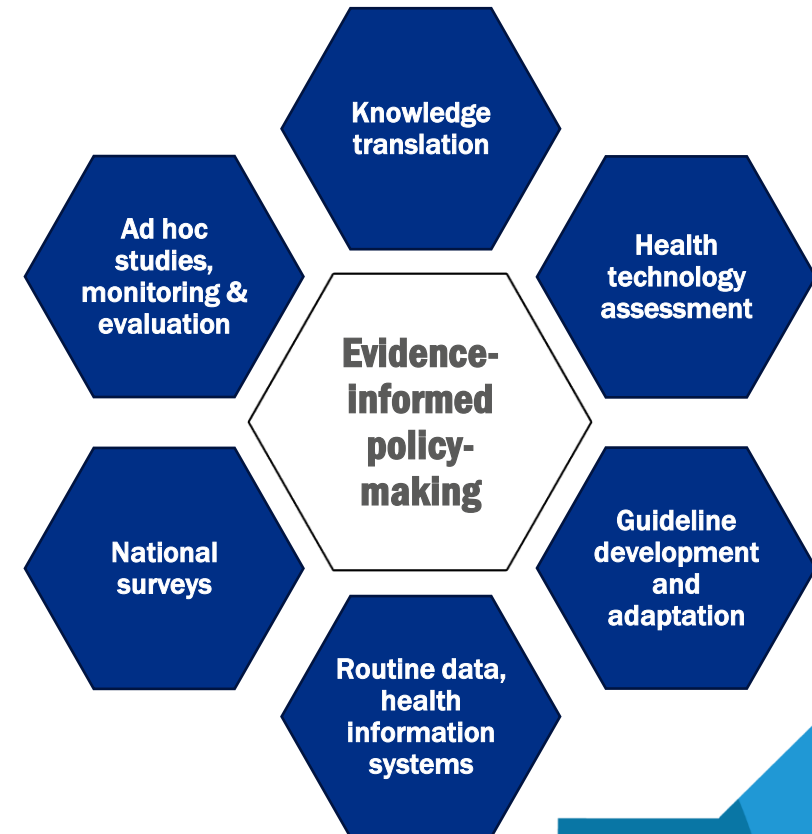 Knowledge
translation
Ad hoc
studies,
monitoring &
evaluation
Health
technology
assessment
Evidence-
informed
policy-
making
National
surveys
Guideline
development
and
adaptation
Routine data,
health
information
systems